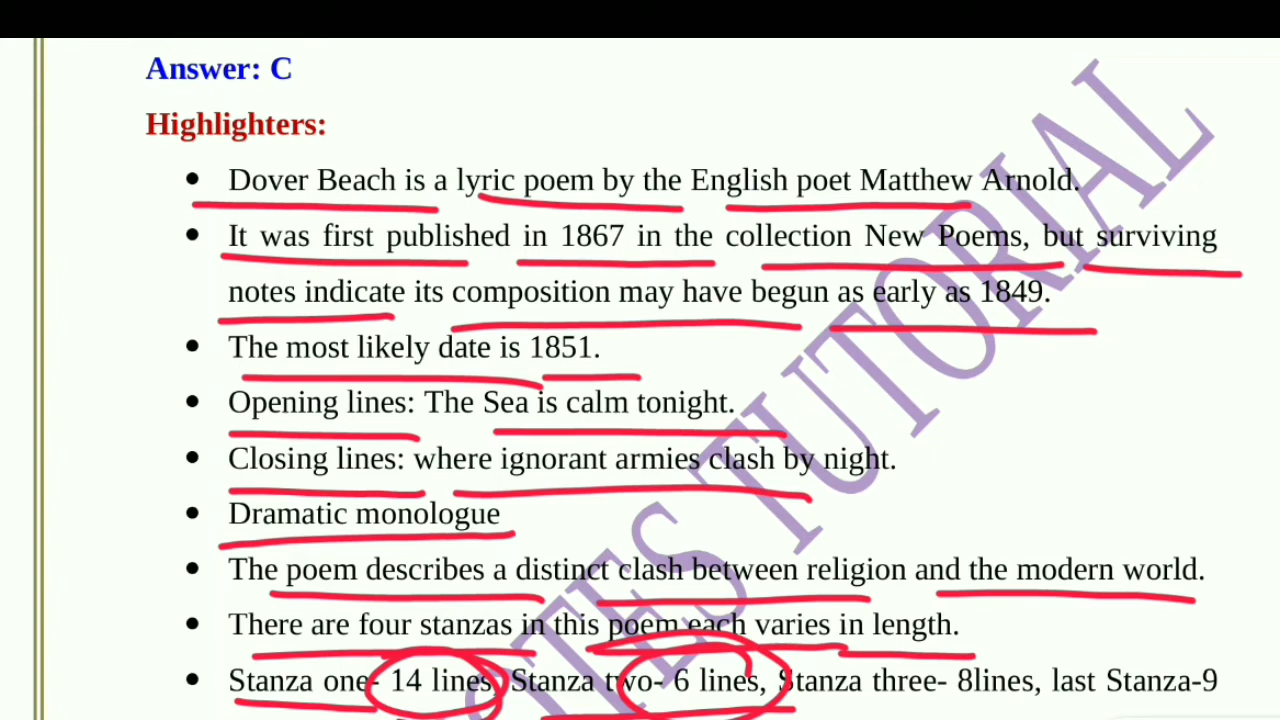 Answer: C
Highlighters:
• Dover Beach is a lyric poem by the English poet Matthew Arnold.
• It was first published in 1867 in the collection New Poems, but surviving
notes indicate its composition may have begun as early as 1849.
• The most likely date is 1851.
• Opening lines: The Sea is calm tonight.
• Closing lines: where ignorant armies clash by night.
• Dramatic monologue
• The poem describes a distinct clash between religion and the modern world.
• There are four stanzas in this poem each varies in length.
• Stanza one- 14 lines, Stanza two- 6 lines, Stanza three- 8lines, last Stanza-9
TUTORIAL